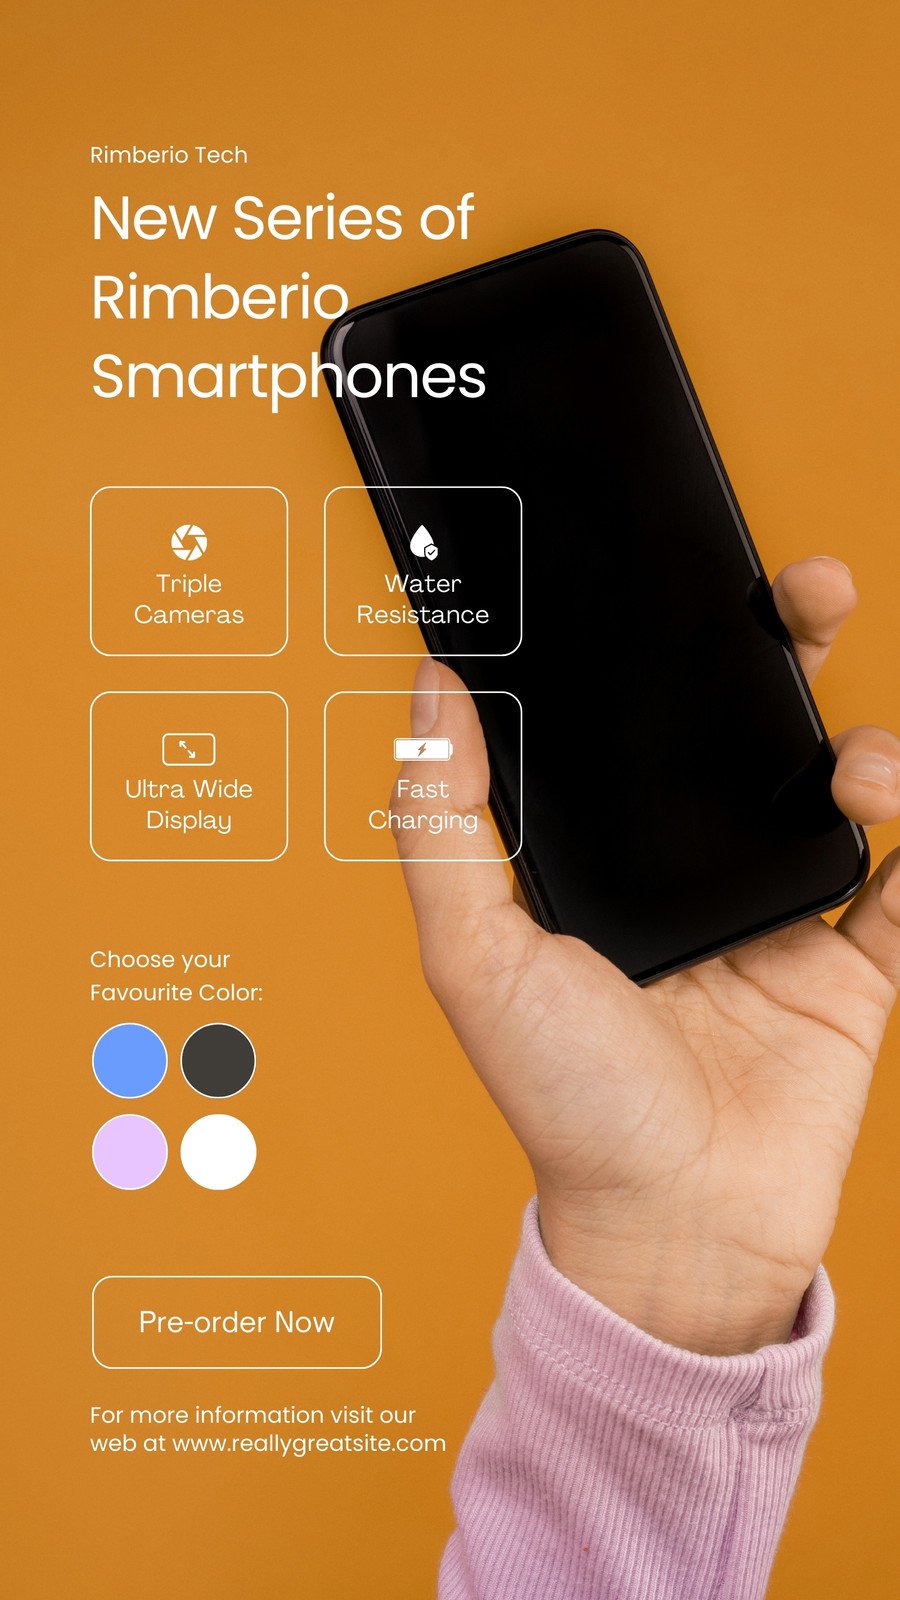 Rimberio Tech
New Series of
Rimberio
Smartphones
Triple
Cameras
Water
Resistance
Ultra Wide
Display
Fast
Charging
Choose your
Favourite Color:
Pre-order Now
For more information visit our
web at www.reallygreatsite.com